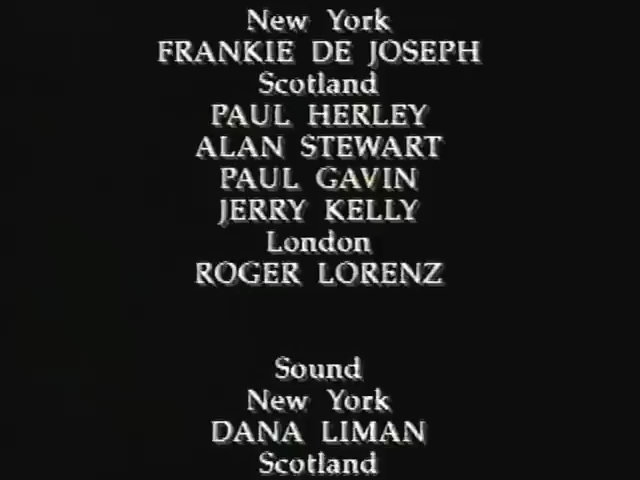 New York
FRANKIE DE JOSEPH
Scotland
PAUL HERLEY
ALAN STEWART
PAUL GAVIN
JERRY KELLY
London
ROGER LORENZ
Sound
New York
DANA LIMAN
Scotland